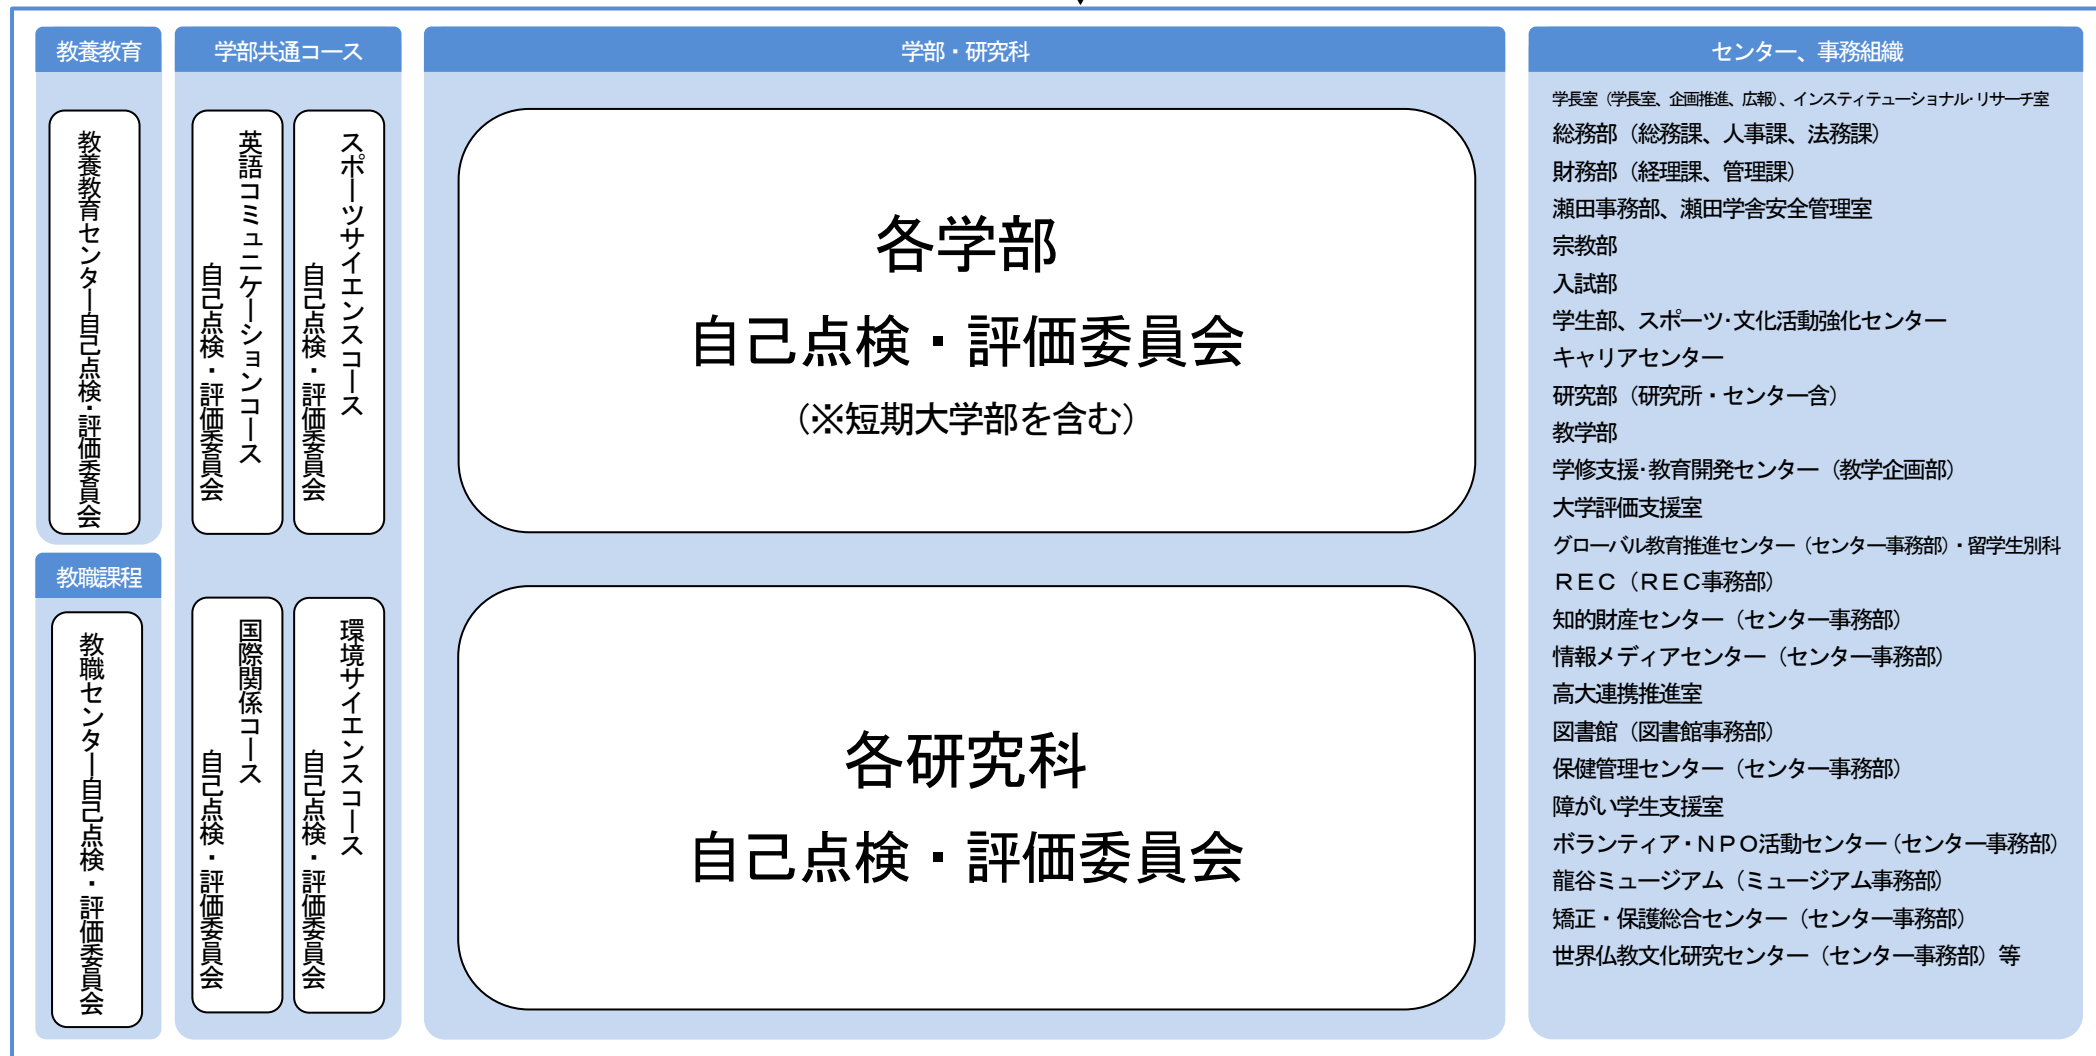 教養教育
教養教育センター自己点検・評価委員会
教職課程
教職センター自己点検・評価委員会
学部共通コース
スポーツサイエンスコース
自己点検・評価委員会
英語コミュニケーションコース
自己点検・評価委員会
環境サイエンスコース
自己点検・評価委員会
国際関係コース
自己点検・評価委員会
学部・研究科
各学部
自己点検・評価委員会
（※短期大学部を含む）
各研究科
自己点検・評価委員会
センター、事務組織
学長室（学長室、企画推進、広報）、インスティテューショナル・リサーチ室
総務部（総務課、人事課、法務課）
財務部（経理課、管理課）
瀬田事務部、瀬田学舎安全管理室
宗教部
入試部
学生部、スポーツ・文化活動強化センター
キャリアセンター
研究部（研究所・センター含）
教学部
学修支援・教育開発センター（教学企画部）
大学評価支援室
グローバル教育推進センター（センター事務部）・留学生別科
ＲＥＣ（ＲＥＣ事務部）
知的財産センター（センター事務部）
情報メディアセンター（センター事務部）
高大連携推進室
図書館（図書館事務部）
保健管理センター（センター事務部）
障がい学生支援室
ボランティア・ＮＰＯ活動センター（センター事務部）
龍谷ミュージアム（ミュージアム事務部）
矯正・保護総合センター（センター事務部）
世界仏教文化研究センター（センター事務部）等